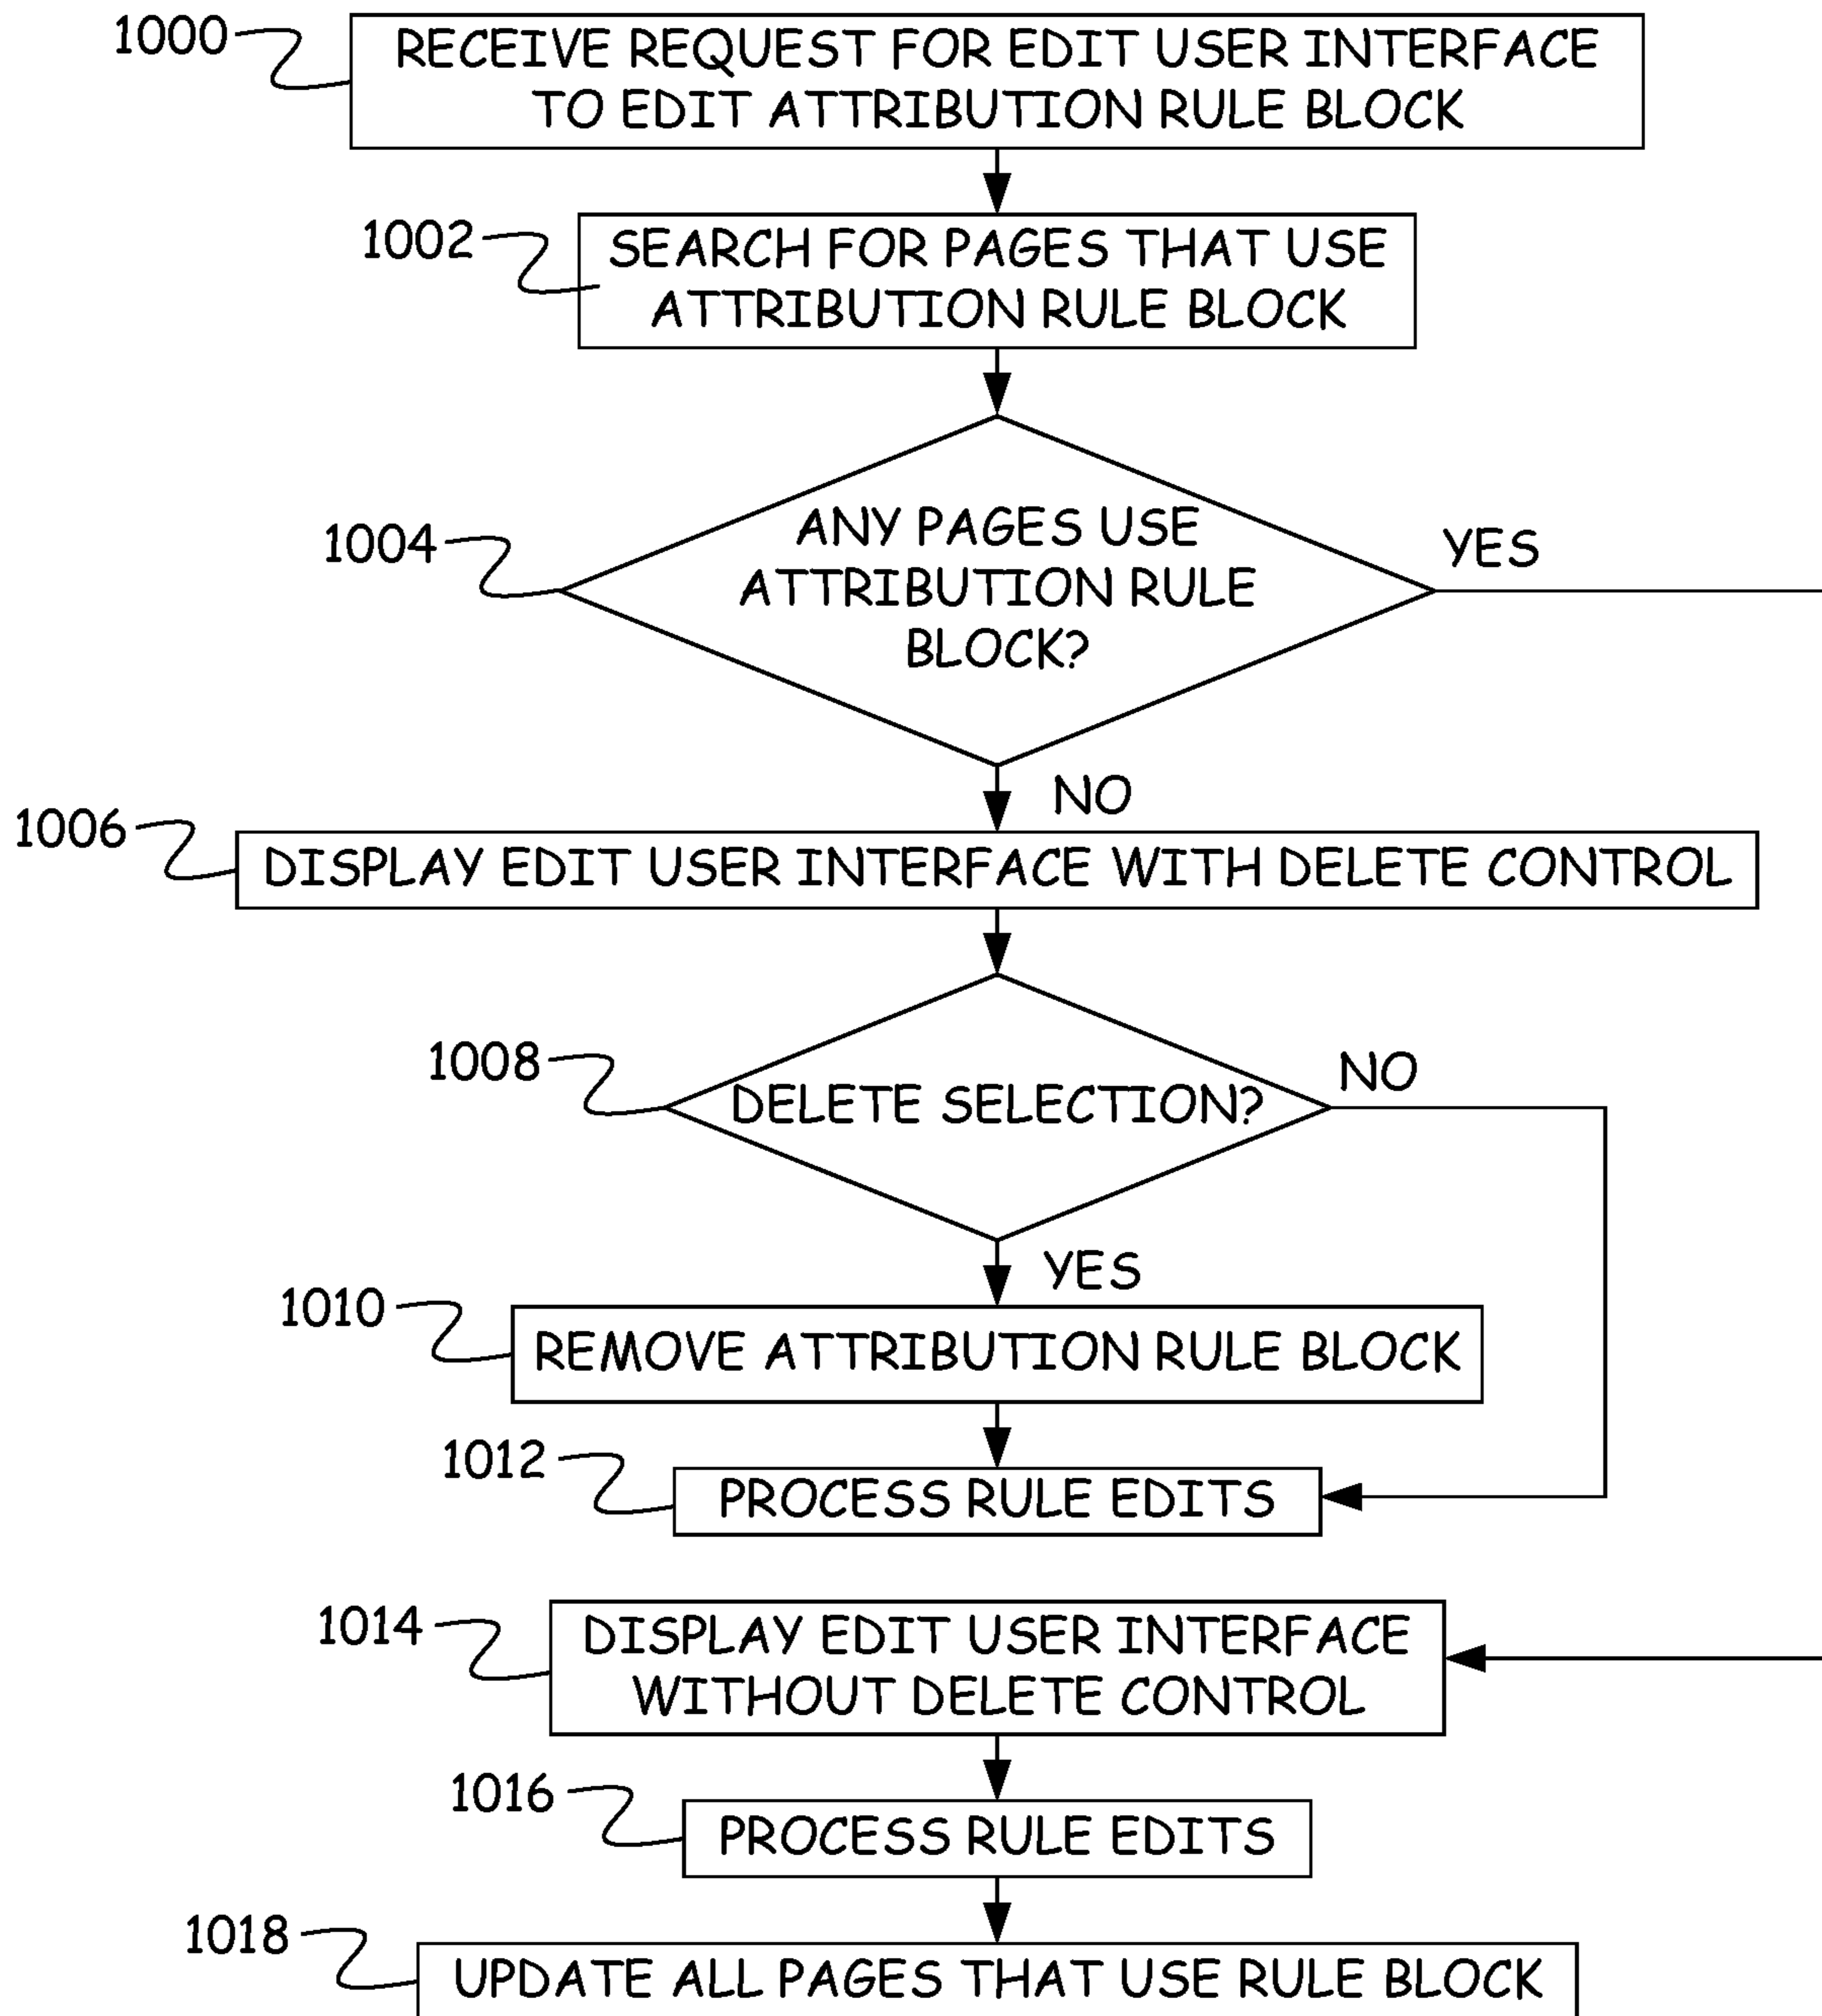 1000
RECEIVE REQUEST FOR EDIT USER INTERFACE
TO EDIT ATTRIBUTION RULE BLOCK
1002
SEARCH FOR PAGES THAT USE
ATTRIBUTION RULE BLOCK
1004
ANY PAGES USE
ATTRIBUTION RULE
BLOCK?
YES
NO
1006
DISPLAY EDIT USER INTERFACE WITH DELETE CONTROL
1008
DELETE SELECTION?
NO
YES
1010
REMOVE ATTRIBUTION RULE BLOCK
1012
PROCESS RULE EDITS
1014
DISPLAY EDIT USER INTERFACE
WITHOUT DELETE CONTROL
1016
PROCESS RULE EDITS
1018
UPDATE ALL PAGES THAT USE RULE BLOCK